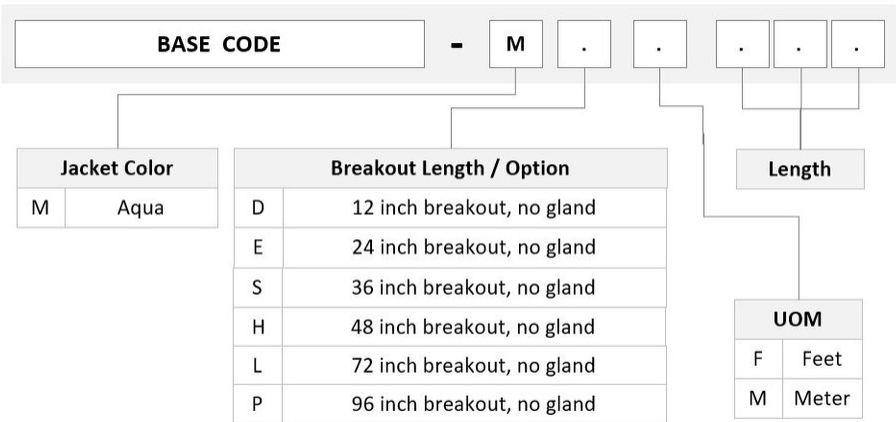 BASE CODE - M . . . . .
Jacket Color
M Aqua
Breakout Length / Option
D 12 inch breakout, no gland
E 24 inch breakout, no gland
S 36 inch breakout, no gland
H 48 inch breakout, no gland
L 72 inch breakout, no gland
P 96 inch breakout, no gland
Length
UOM
F Feet
M Meter